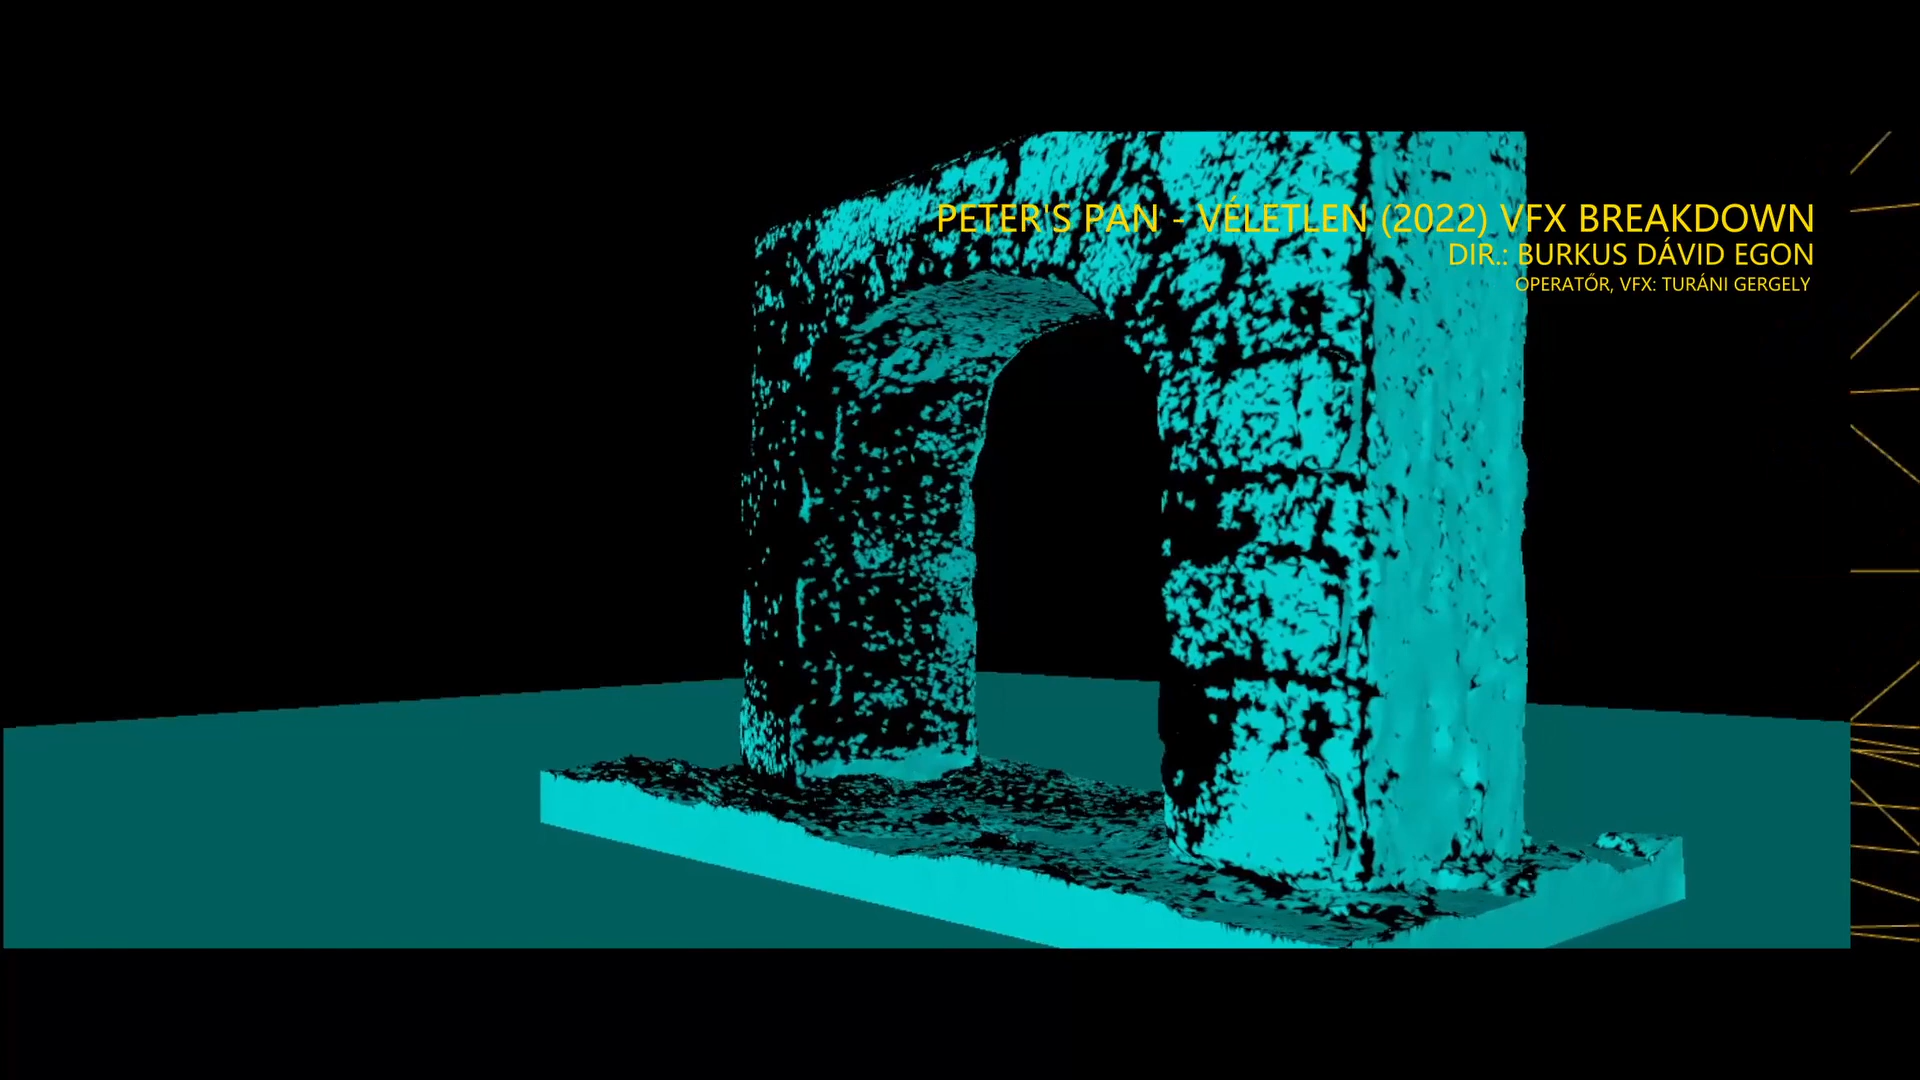 PETER'S PAN - VÉLETLEN (2022) VFX BREAKDOWN
DIR.: BURKUS DÁVID EGON
OPERATŐR, VFX: TURÁNI GERGELY